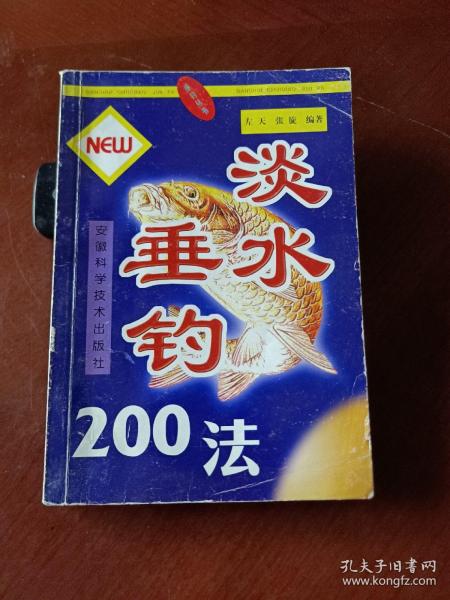 左天 张旋 编著
NEW
淡水
垂钓
200法
安徽科学技术出版社
孔夫子旧书网
www.kongfz.com